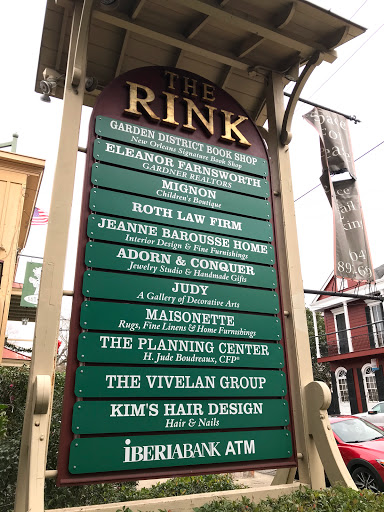 THE
RINK
GARDEN DISTRICT BOOK SHOP
New Orleans Signature Book Shop
ELEANOR FARNSWORTH
GARDNER REALTORS
MIGNON
Children's Boutique
ROTH LAW FIRM
JEANNE BAROUSSE HOME
Interior Design & Fine Furnishings
ADORN & CONQUER
Jewelry Studio & Handmade Gifts
JUDY
A Gallery of Decorative Arts
MAISONETTE
Rugs, Fine Linens & Home Furnishings
THE PLANNING CENTER
H. Jude Boudreaux, CFP®
THE VIVELAN GROUP
KIM'S HAIR DESIGN
Hair & Nails
IBERIABANK ATM